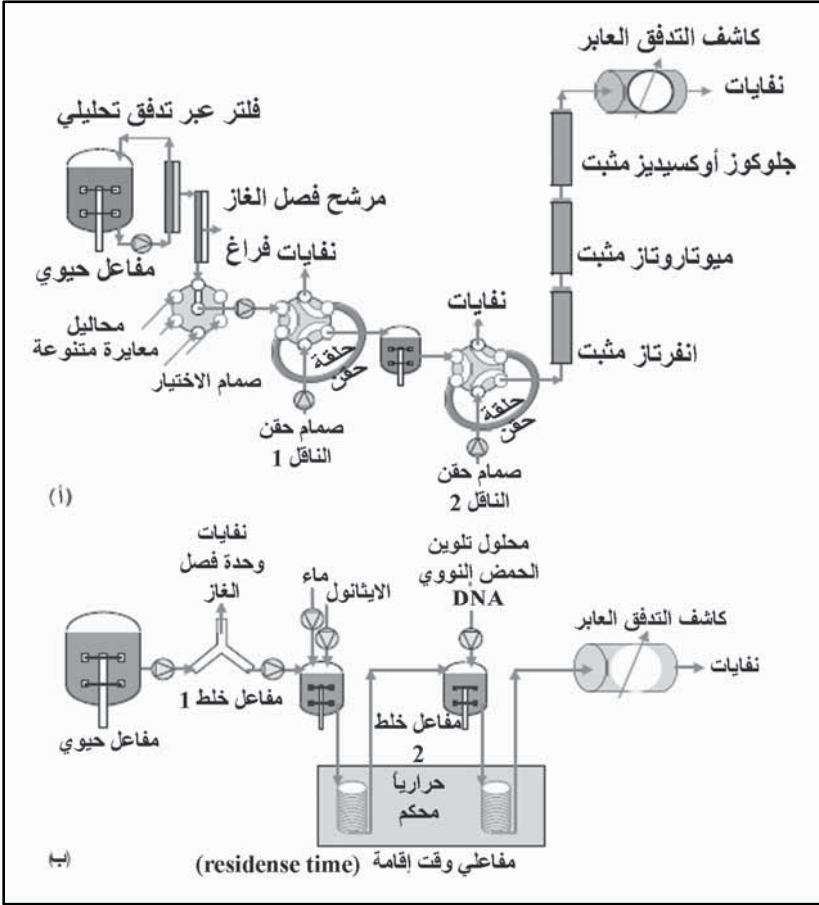 كاشف التدفق العابر
نفايات
فلتر عبر تدفق تحليلي
جلوكوز أوكسيديز مثبت
مرشح فصل الغاز
نفايات فراغ
مفاعل حيوي
ميوتاروتاز مثبت
محاليل
معايرة متنوعة
صمام الاختيار
حلقة
حقن
نفايات
انفرتاز مثبت
حلقة
حقن
صمام حقن
الناقل 1
صمام حقن
الناقل 2
(أ)
نفايات
وحدة فصل
الغاز
ماء
الايثانول
محلول تلوين
الحمض النووي
DNA
كاشف التدفق العابر
نفايات
مفاعل خلط 1
مفاعل حيوي
مفاعل خلط
2
حرارياً
محكم
(ب)
مفاعلي وقت إقامة (residense time)